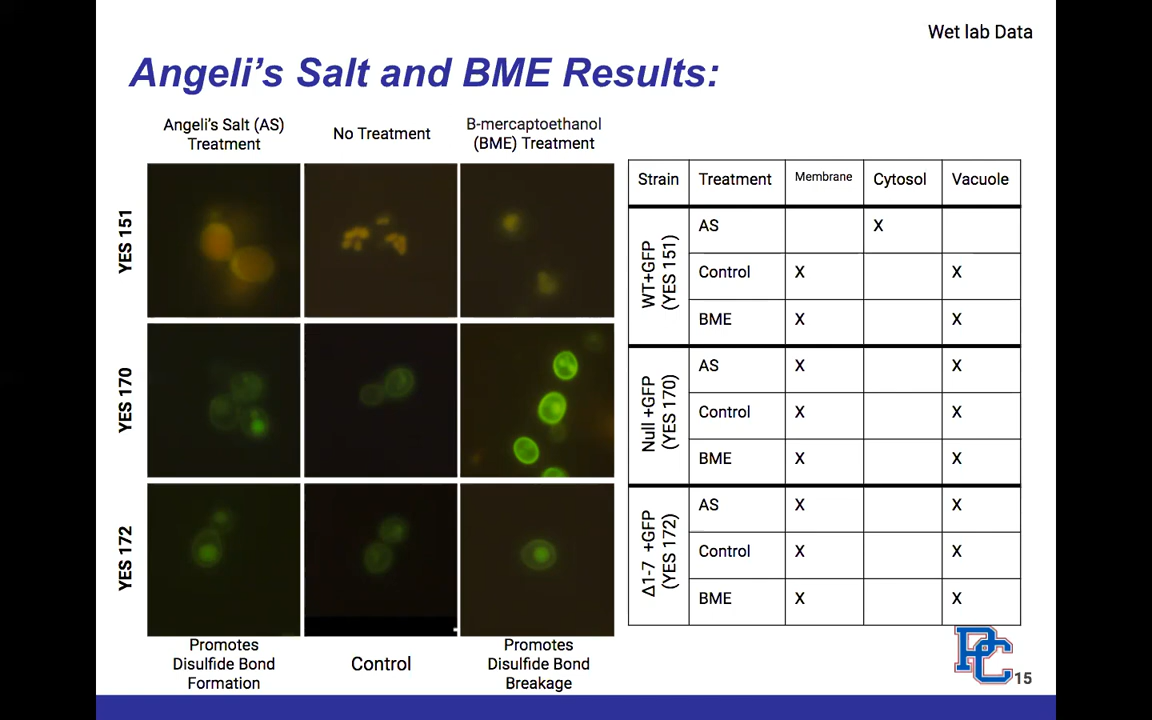 Wet lab Data
Angeli's Salt and BME Results:
Angeli's Salt (AS)
Treatment
No Treatment
B-mercaptoethanol
(BME) Treatment
YES 151
YES 170
YES 172
Promotes
Disulfide Bond
Formation
Control
Promotes
Disulfide Bond
Breakage
Strain Treatment Membrane Cytosol Vacuole
WT+GFP
(YES 151)
AS X
Control X X
BME X X
Null +GFP
(YES 170)
AS X X
Control X X
BME X X
Δ1-7 +GFP
(YES 172)
AS X X
Control X X
BME X X
PC
15